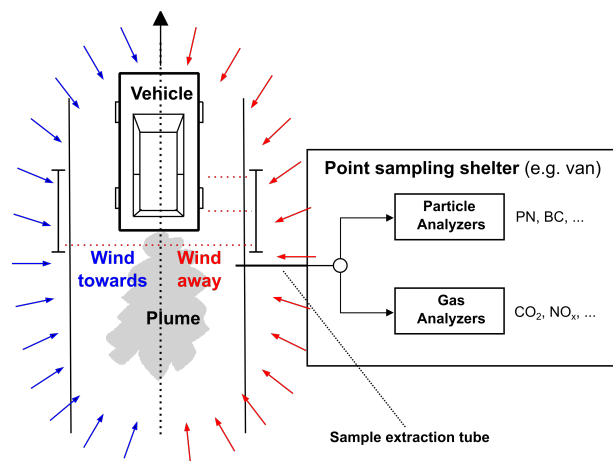 Vehicle
Point sampling shelter (e.g. van)
Particle
Analyzers
PN, BC, ...
Wind
towards
Wind
away
Plume
Gas
Analyzers
CO₂, NOₓ, ...
Sample extraction tube